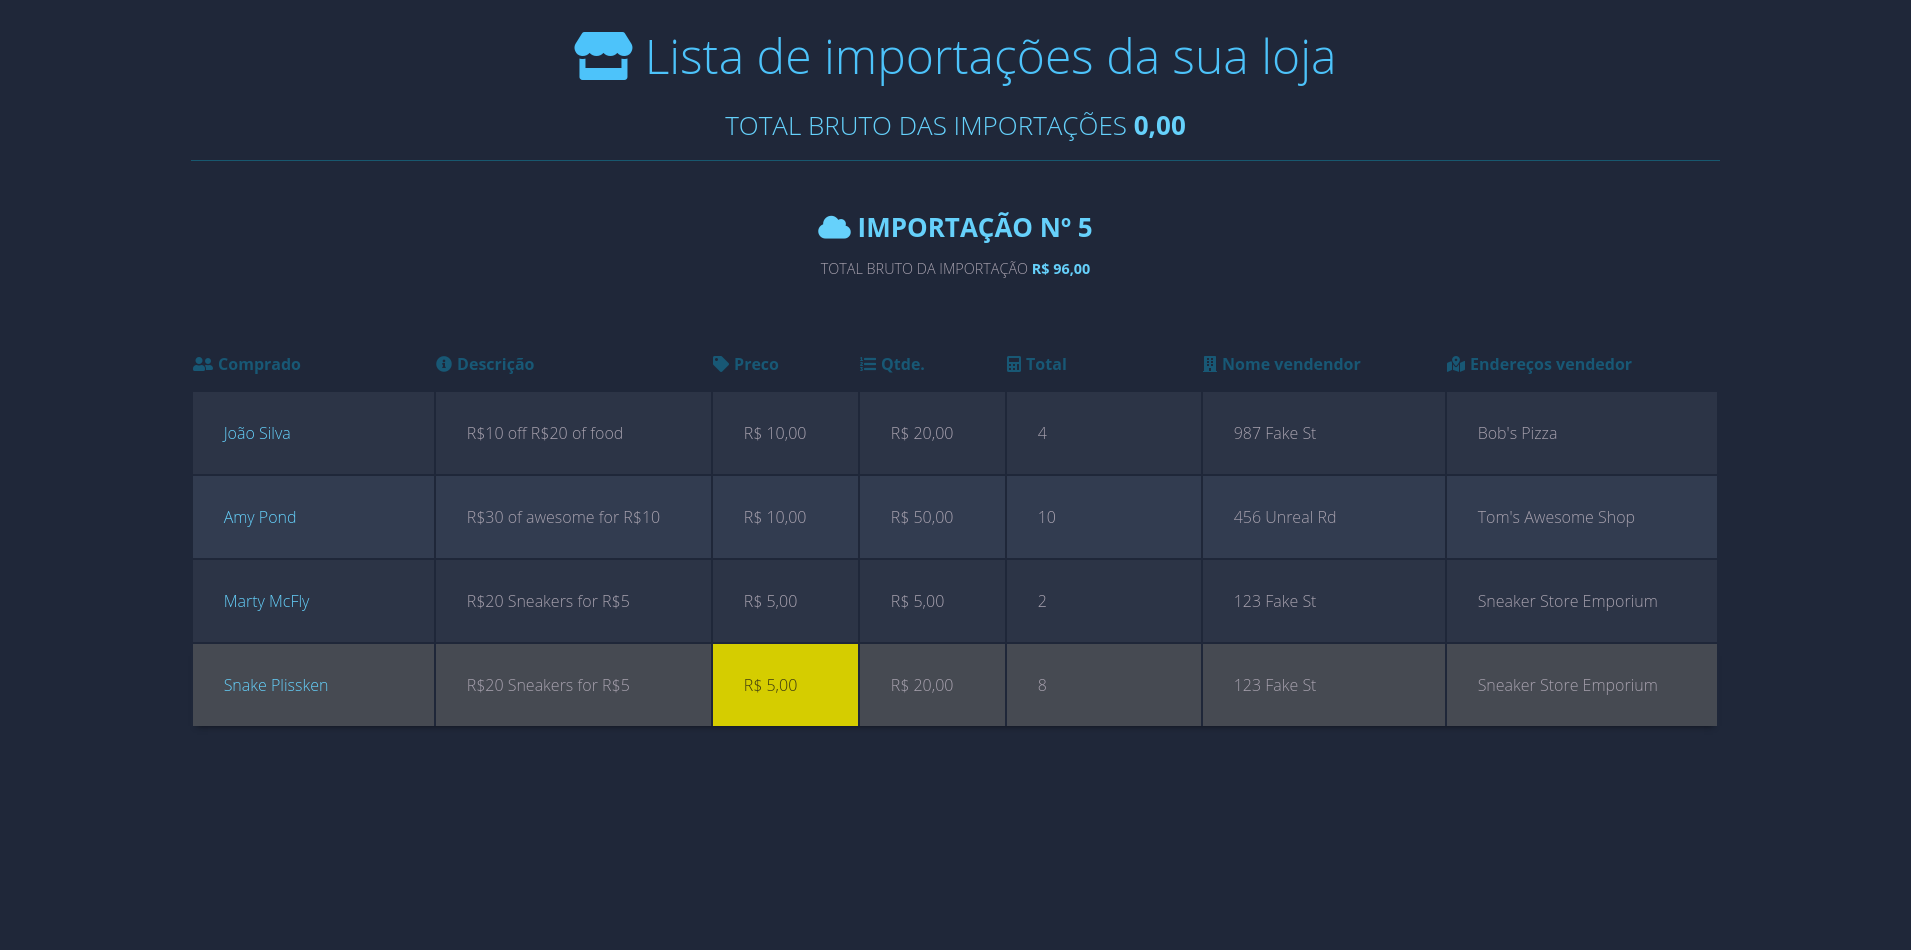 Lista de importações da sua loja
TOTAL BRUTO DAS IMPORTAÇÕES 0,00
IMPORTAÇÃO Nº 5
TOTAL BRUTO DA IMPORTAÇÃO R$ 96,00
Comprado Descrição Preco Qtde. Total Nome vendendor Endereços vendedor
João Silva R$10 off R$20 of food R$ 10,00 R$ 20,00 4 987 Fake St Bob's Pizza
Amy Pond R$30 of awesome for R$10 R$ 10,00 R$ 50,00 10 456 Unreal Rd Tom's Awesome Shop
Marty McFly R$20 Sneakers for R$5 R$ 5,00 R$ 5,00 2 123 Fake St Sneaker Store Emporium
Snake Plissken R$20 Sneakers for R$5 R$ 5,00 R$ 20,00 8 123 Fake St Sneaker Store Emporium